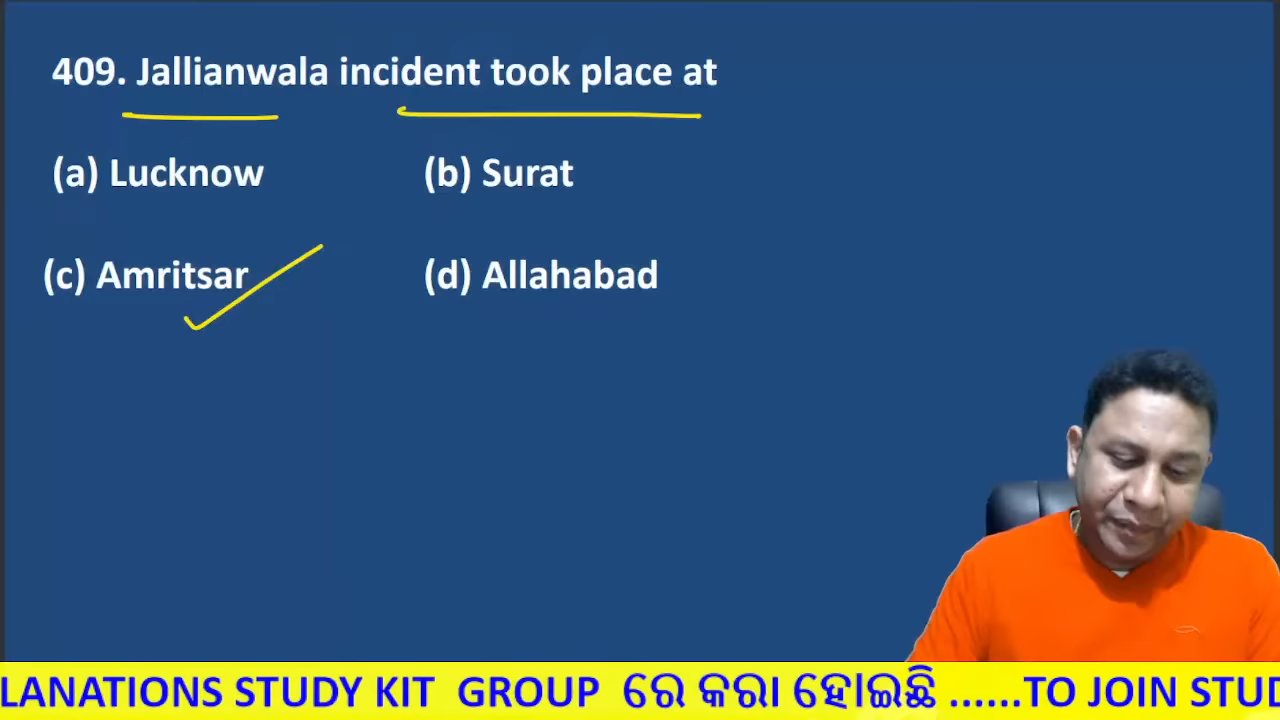 409. Jallianwala incident took place at
(a) Lucknow (b) Surat
(c) Amritsar (d) Allahabad
LANATIONS STUDY KIT GROUP ରେ କରା ହୋଇଛି ......TO JOIN STUD